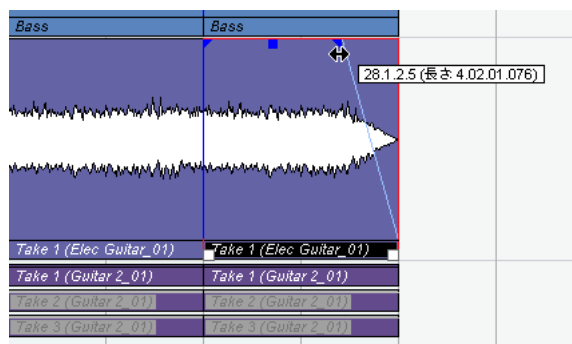 Bass Bass
28.1.2.5 (長さ 4.02.01.076)
Take 1 (Elec Guitar_01) Take 1 (Elec Guitar_01)
Take 1 (Guitar 2_01) Take 1 (Guitar 2_01)
Take 2 (Guitar 2_01) Take 2 (Guitar 2_01)
Take 3 (Guitar 2_01) Take 3 (Guitar 2_01)